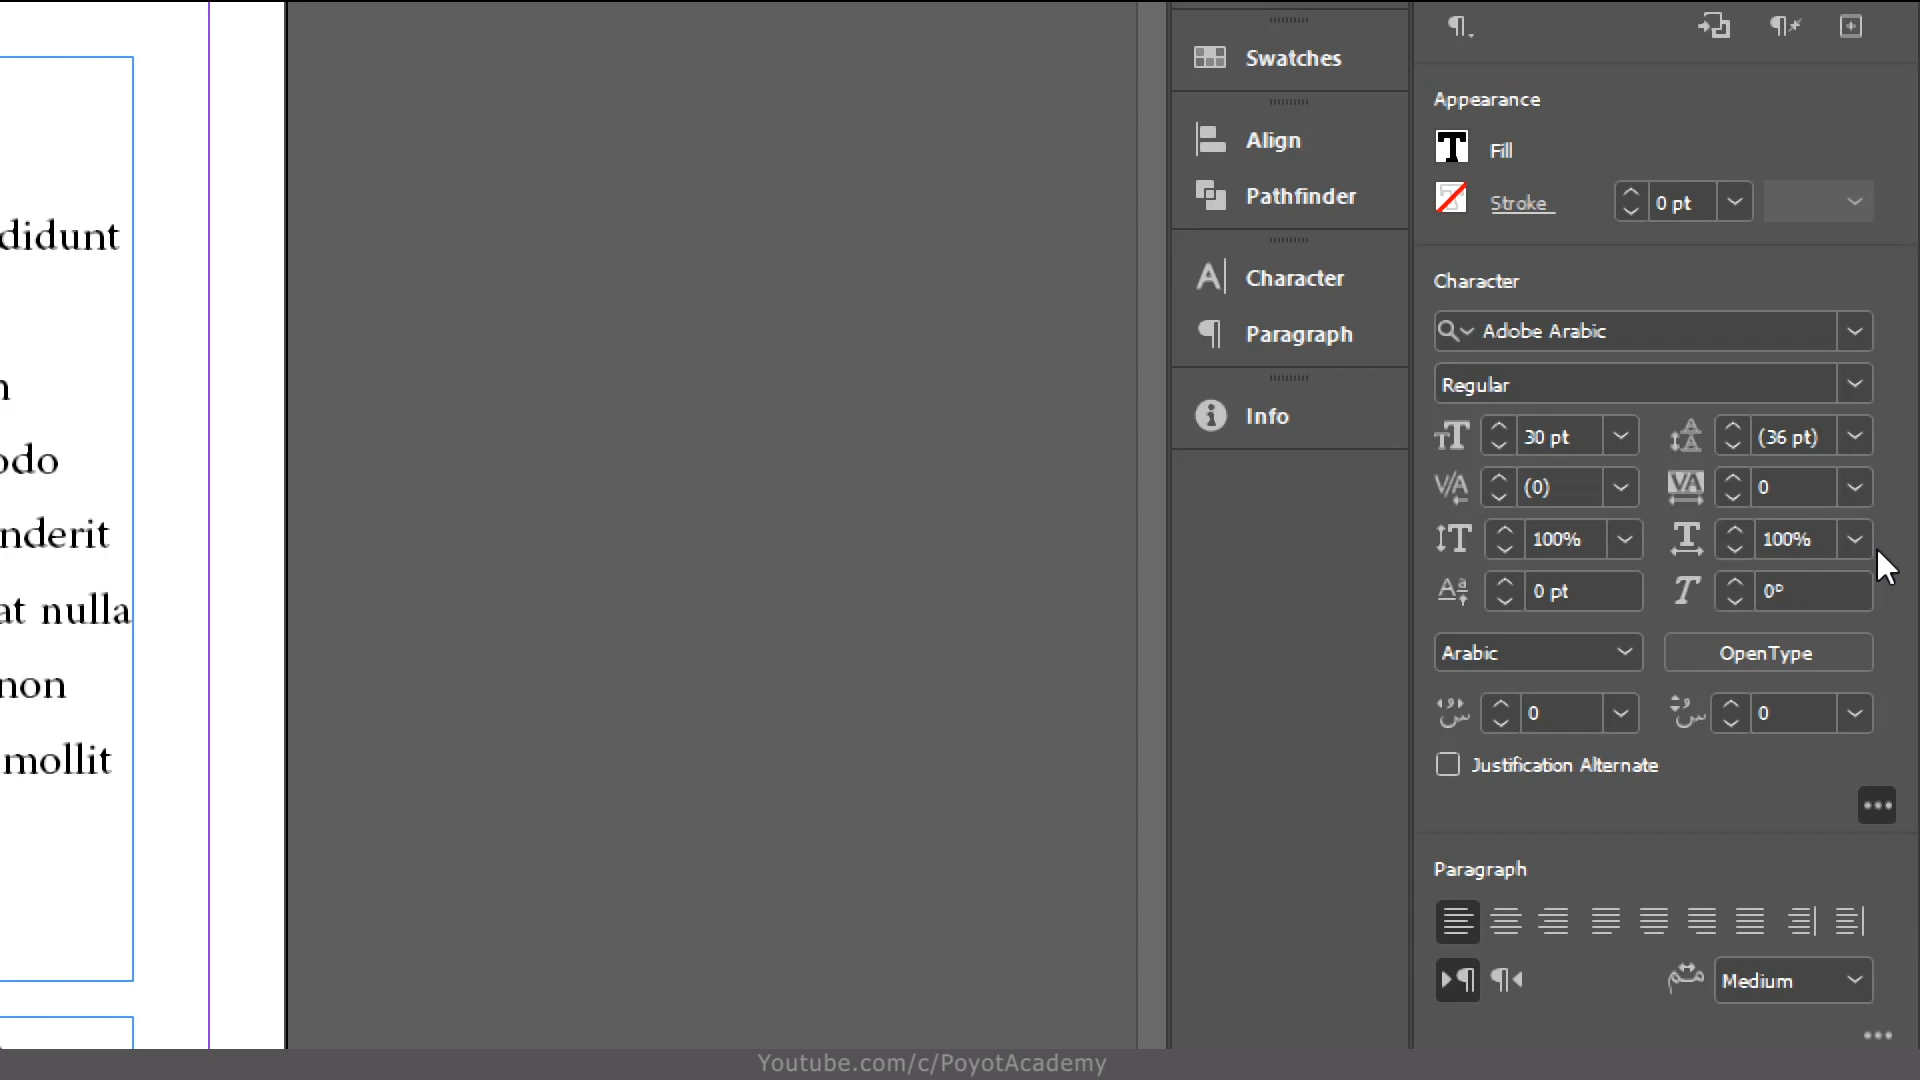 didunt
odo
nderit
at nulla
non
mollit
Swatches
Align
Pathfinder
Character
Paragraph
Info
Appearance
Fill
Stroke 0 pt
Character
Adobe Arabic
Regular
30 pt (36 pt)
(0) 0
100% 100%
0 pt 0°
Arabic OpenType
0 0
Justification Alternate
Paragraph
Medium
Youtube.com/c/PoyotAcademy